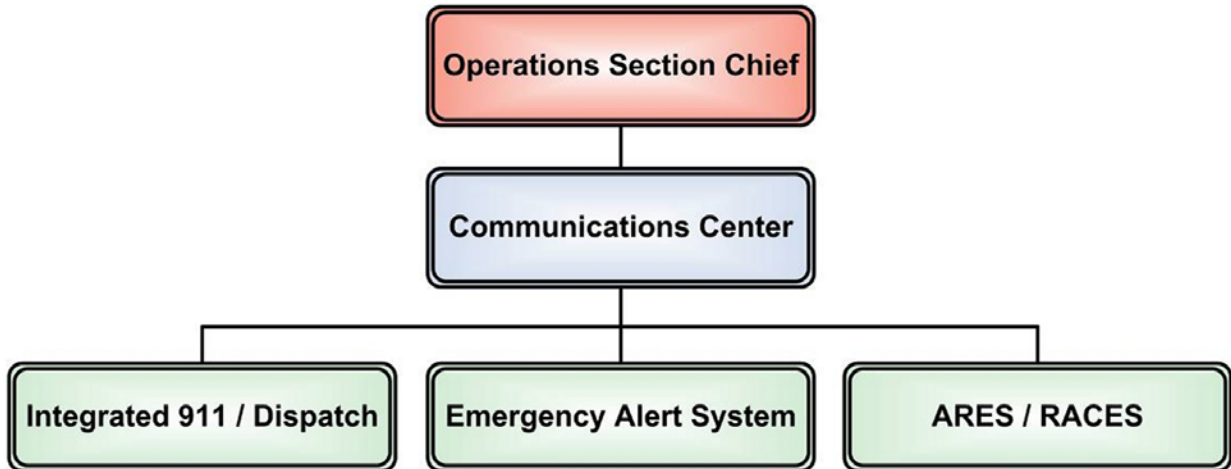 Operations Section Chief
Communications Center
Integrated 911 / Dispatch
Emergency Alert System
ARES / RACES